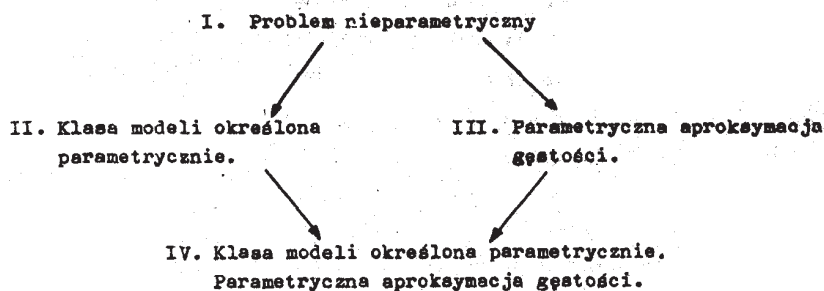 I. Problem nieparametryczny
II. Klasa modeli określona
parametrycznie.
III. Parametryczna aproksymacja
gęstości.
IV. Klasa modeli określona parametrycznie.
Parametryczna aproksymacja gęstości.